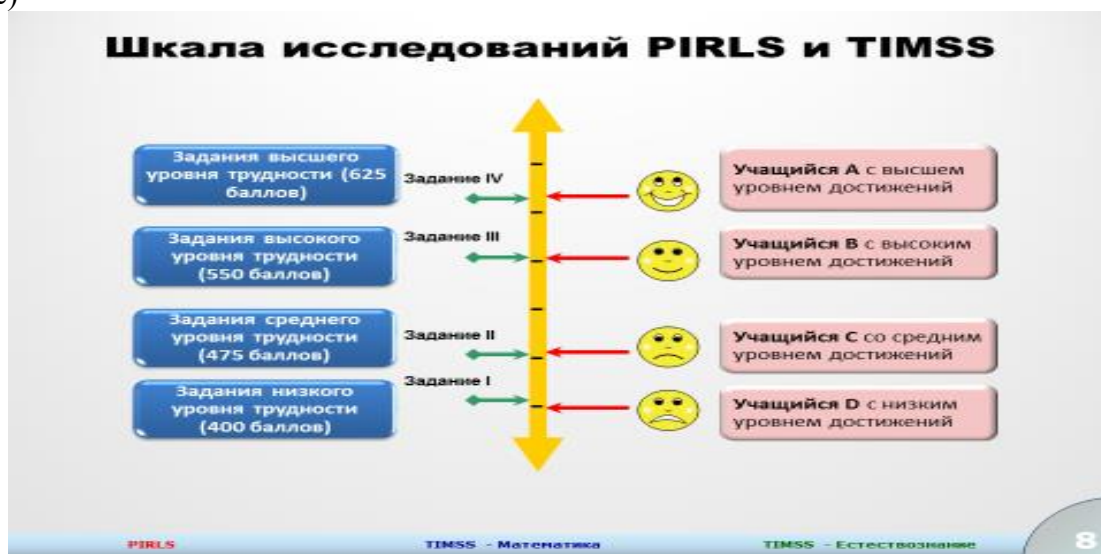 Шкала исследований PIRLS и TIMSS
Задания высшего
уровня трудности (625
баллов)
Задание IV
Учащийся А с высшем
уровнем достижений
Задания высокого
уровня трудности
(550 баллов)
Задание III
Учащийся В с высоким
уровнем достижений
Задания среднего
уровня трудности
(475 баллов)
Задание II
Учащийся С со средним
уровнем достижений
Задание I
Задания низкого
уровня трудности
(400 баллов)
Учащийся D с низким
уровнем достижений
PIRLS
TIMSS - Математика
TIMSS - Естествознание
8